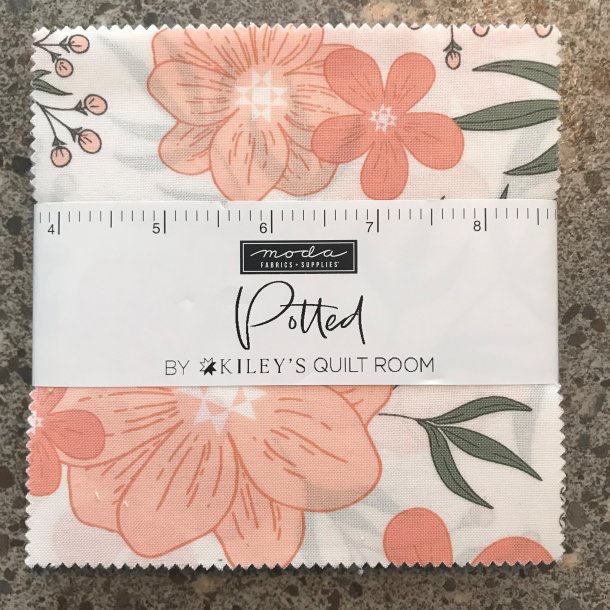 4 5 6 7 8
moda
FABRICS + SUPPLIES
Potted
BY KILEY'S QUILT ROOM